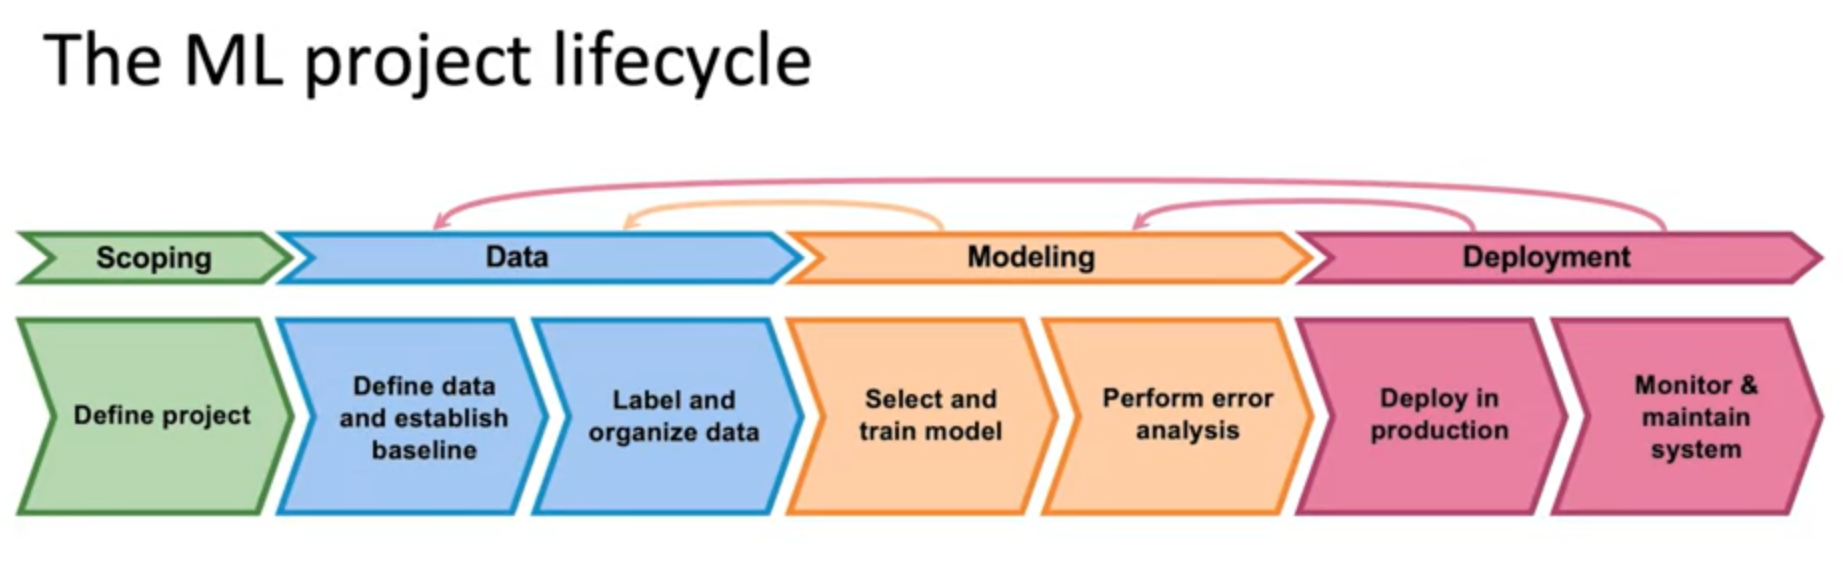 The ML project lifecycle
Scoping
Data
Modeling
Deployment
Define project
Define data
and establish
baseline
Label and
organize data
Select and
train model
Perform error
analysis
Deploy in
production
Monitor &
maintain
system